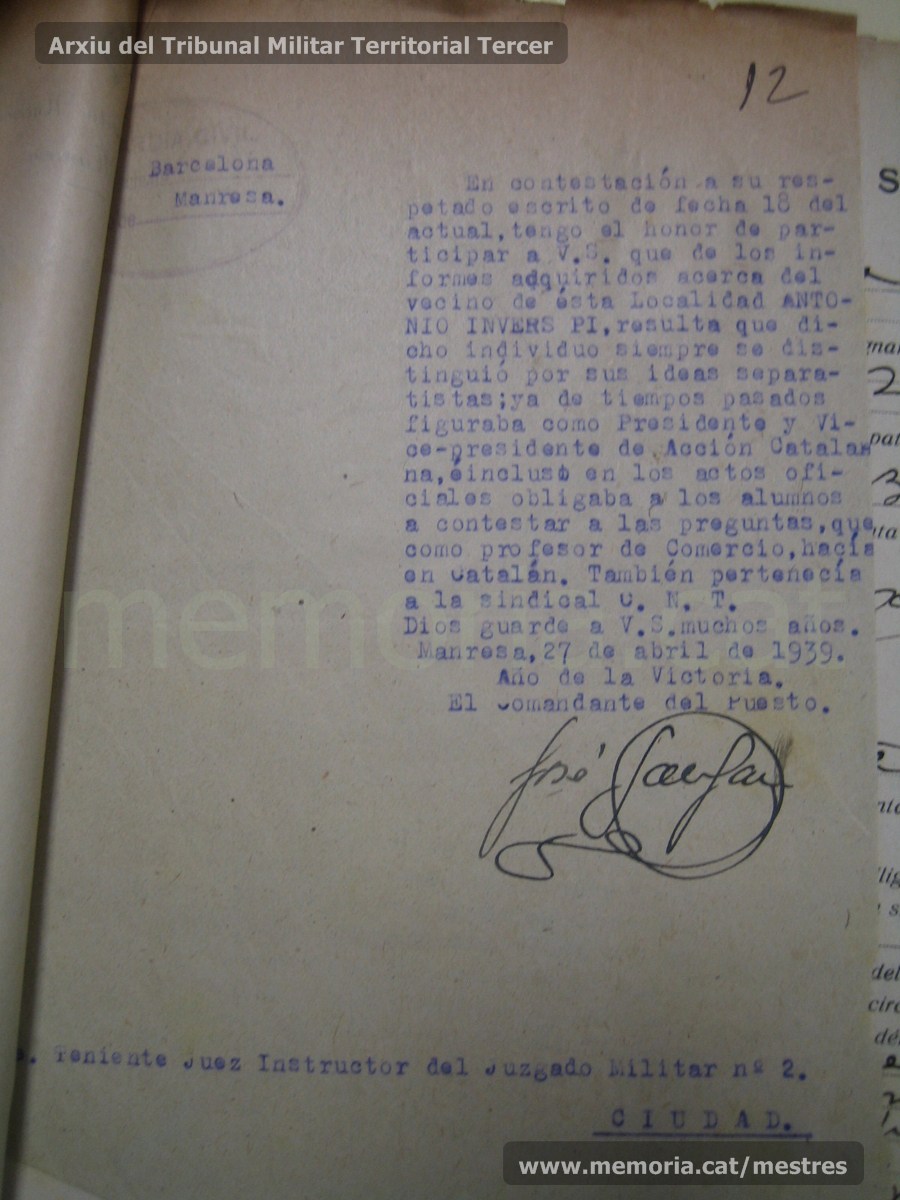 Arxiu del Tribunal Militar Territorial Tercer
12
Barcelona
Manresa.
En contestación a su res-
petado escrito de fecha 18 del
actual,tengo el honor de par-
ticipar a V.S. que de los in-
formes adquiridos acerca del
vecino de ésta Localidad ANTO-
NIO INVERS PI,resulta que di-
cho individuo siempre se dis-
tinguió por sus ideas separa-
tistas;ya de tiempos pasados
figuraba como Presidente y Vi-
ce-presidente de Acción Catala
na,éincluso en los actos ofi-
ciales obligaba a los alumnos
a contestar a las preguntas,que
como profesor de Comercio,hacía
en Catalán. También pertenecía
a la sindical C. N. T.
Dios guarde a V.S.muchos años.
Manresa,27 de abril de 1939.
Año de la Victoria.
El Comandante del Puesto.
José
memoria.cat
. Teniente Juez Instructor del Juzgado Militar nº 2.
C I U D A D.
www.memoria.cat/mestres